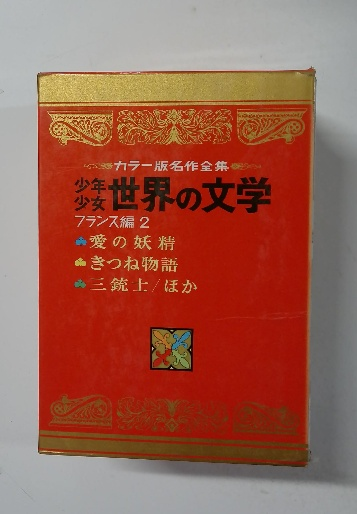 カラー版名作全集
少年少女 世界の文学
フランス編 2
愛の妖精
きつね物語
三銃士/ほか